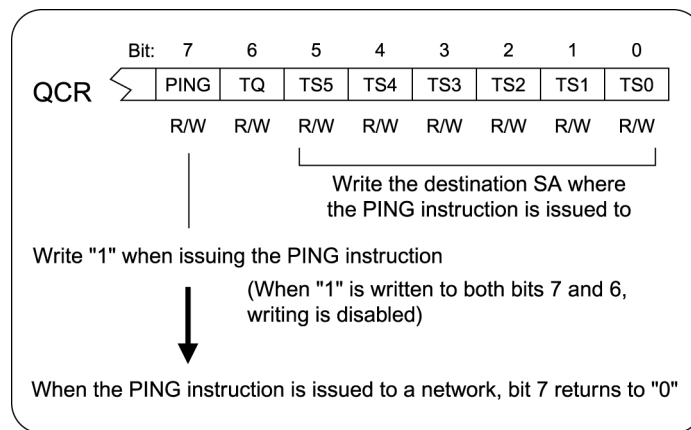 Bit: 7 6 5 4 3 2 1 0
QCR PING TQ TS5 TS4 TS3 TS2 TS1 TS0
R/W R/W R/W R/W R/W R/W R/W R/W
Write the destination SA where
the PING instruction is issued to
Write "1" when issuing the PING instruction
(When "1" is written to both bits 7 and 6,
writing is disabled)
When the PING instruction is issued to a network, bit 7 returns to "0"